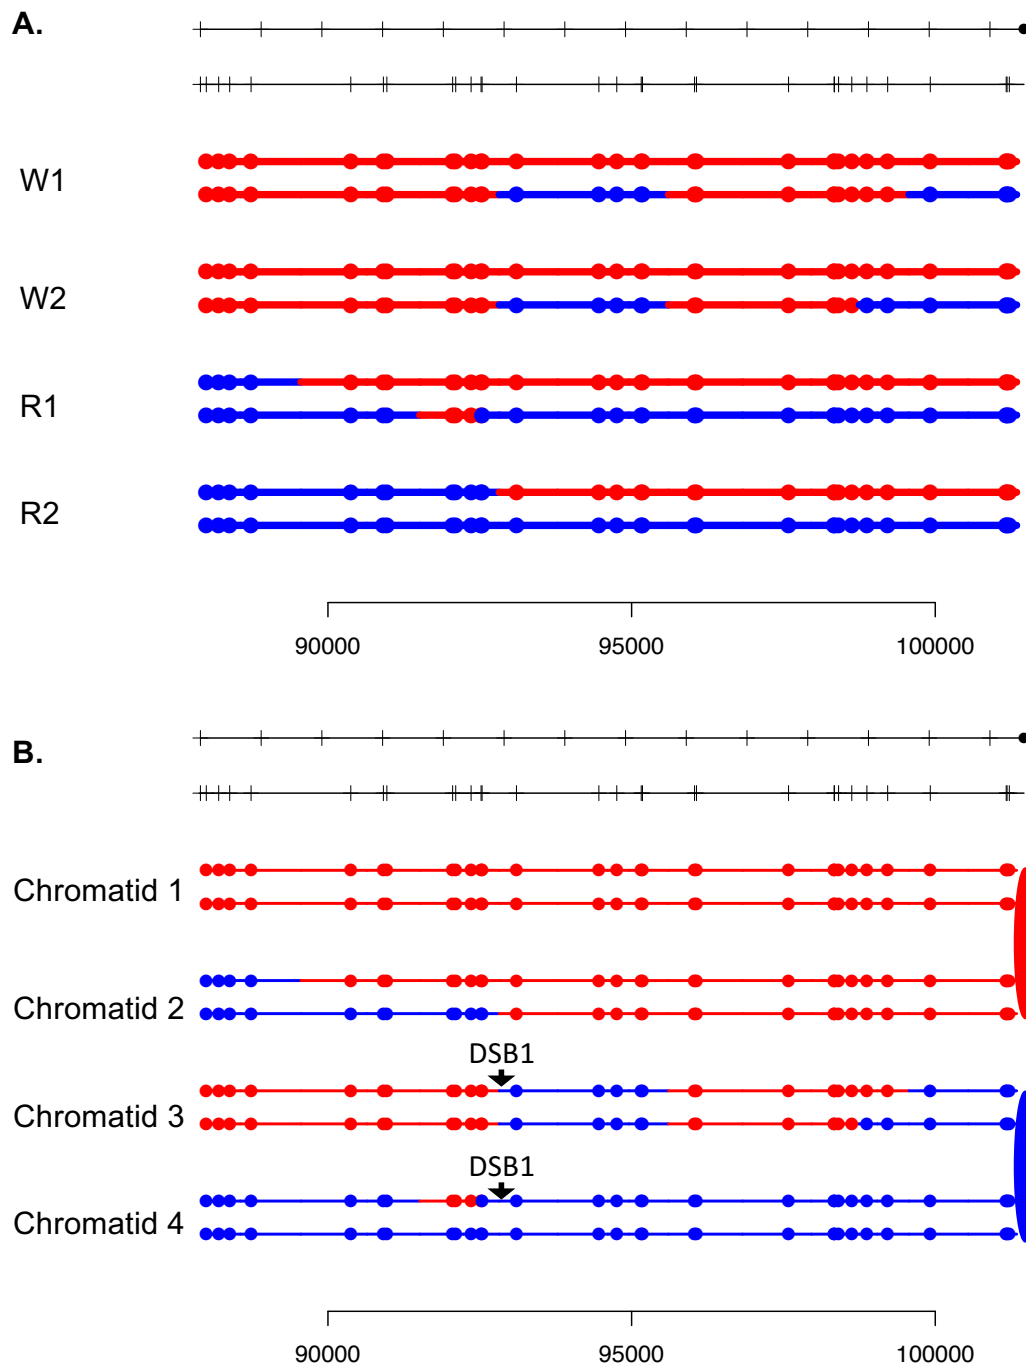 A.
W1
W2
R1
R2
90000 95000 100000
B.
Chromatid 1
Chromatid 2
DSB1
Chromatid 3
DSB1
Chromatid 4
90000 95000 100000